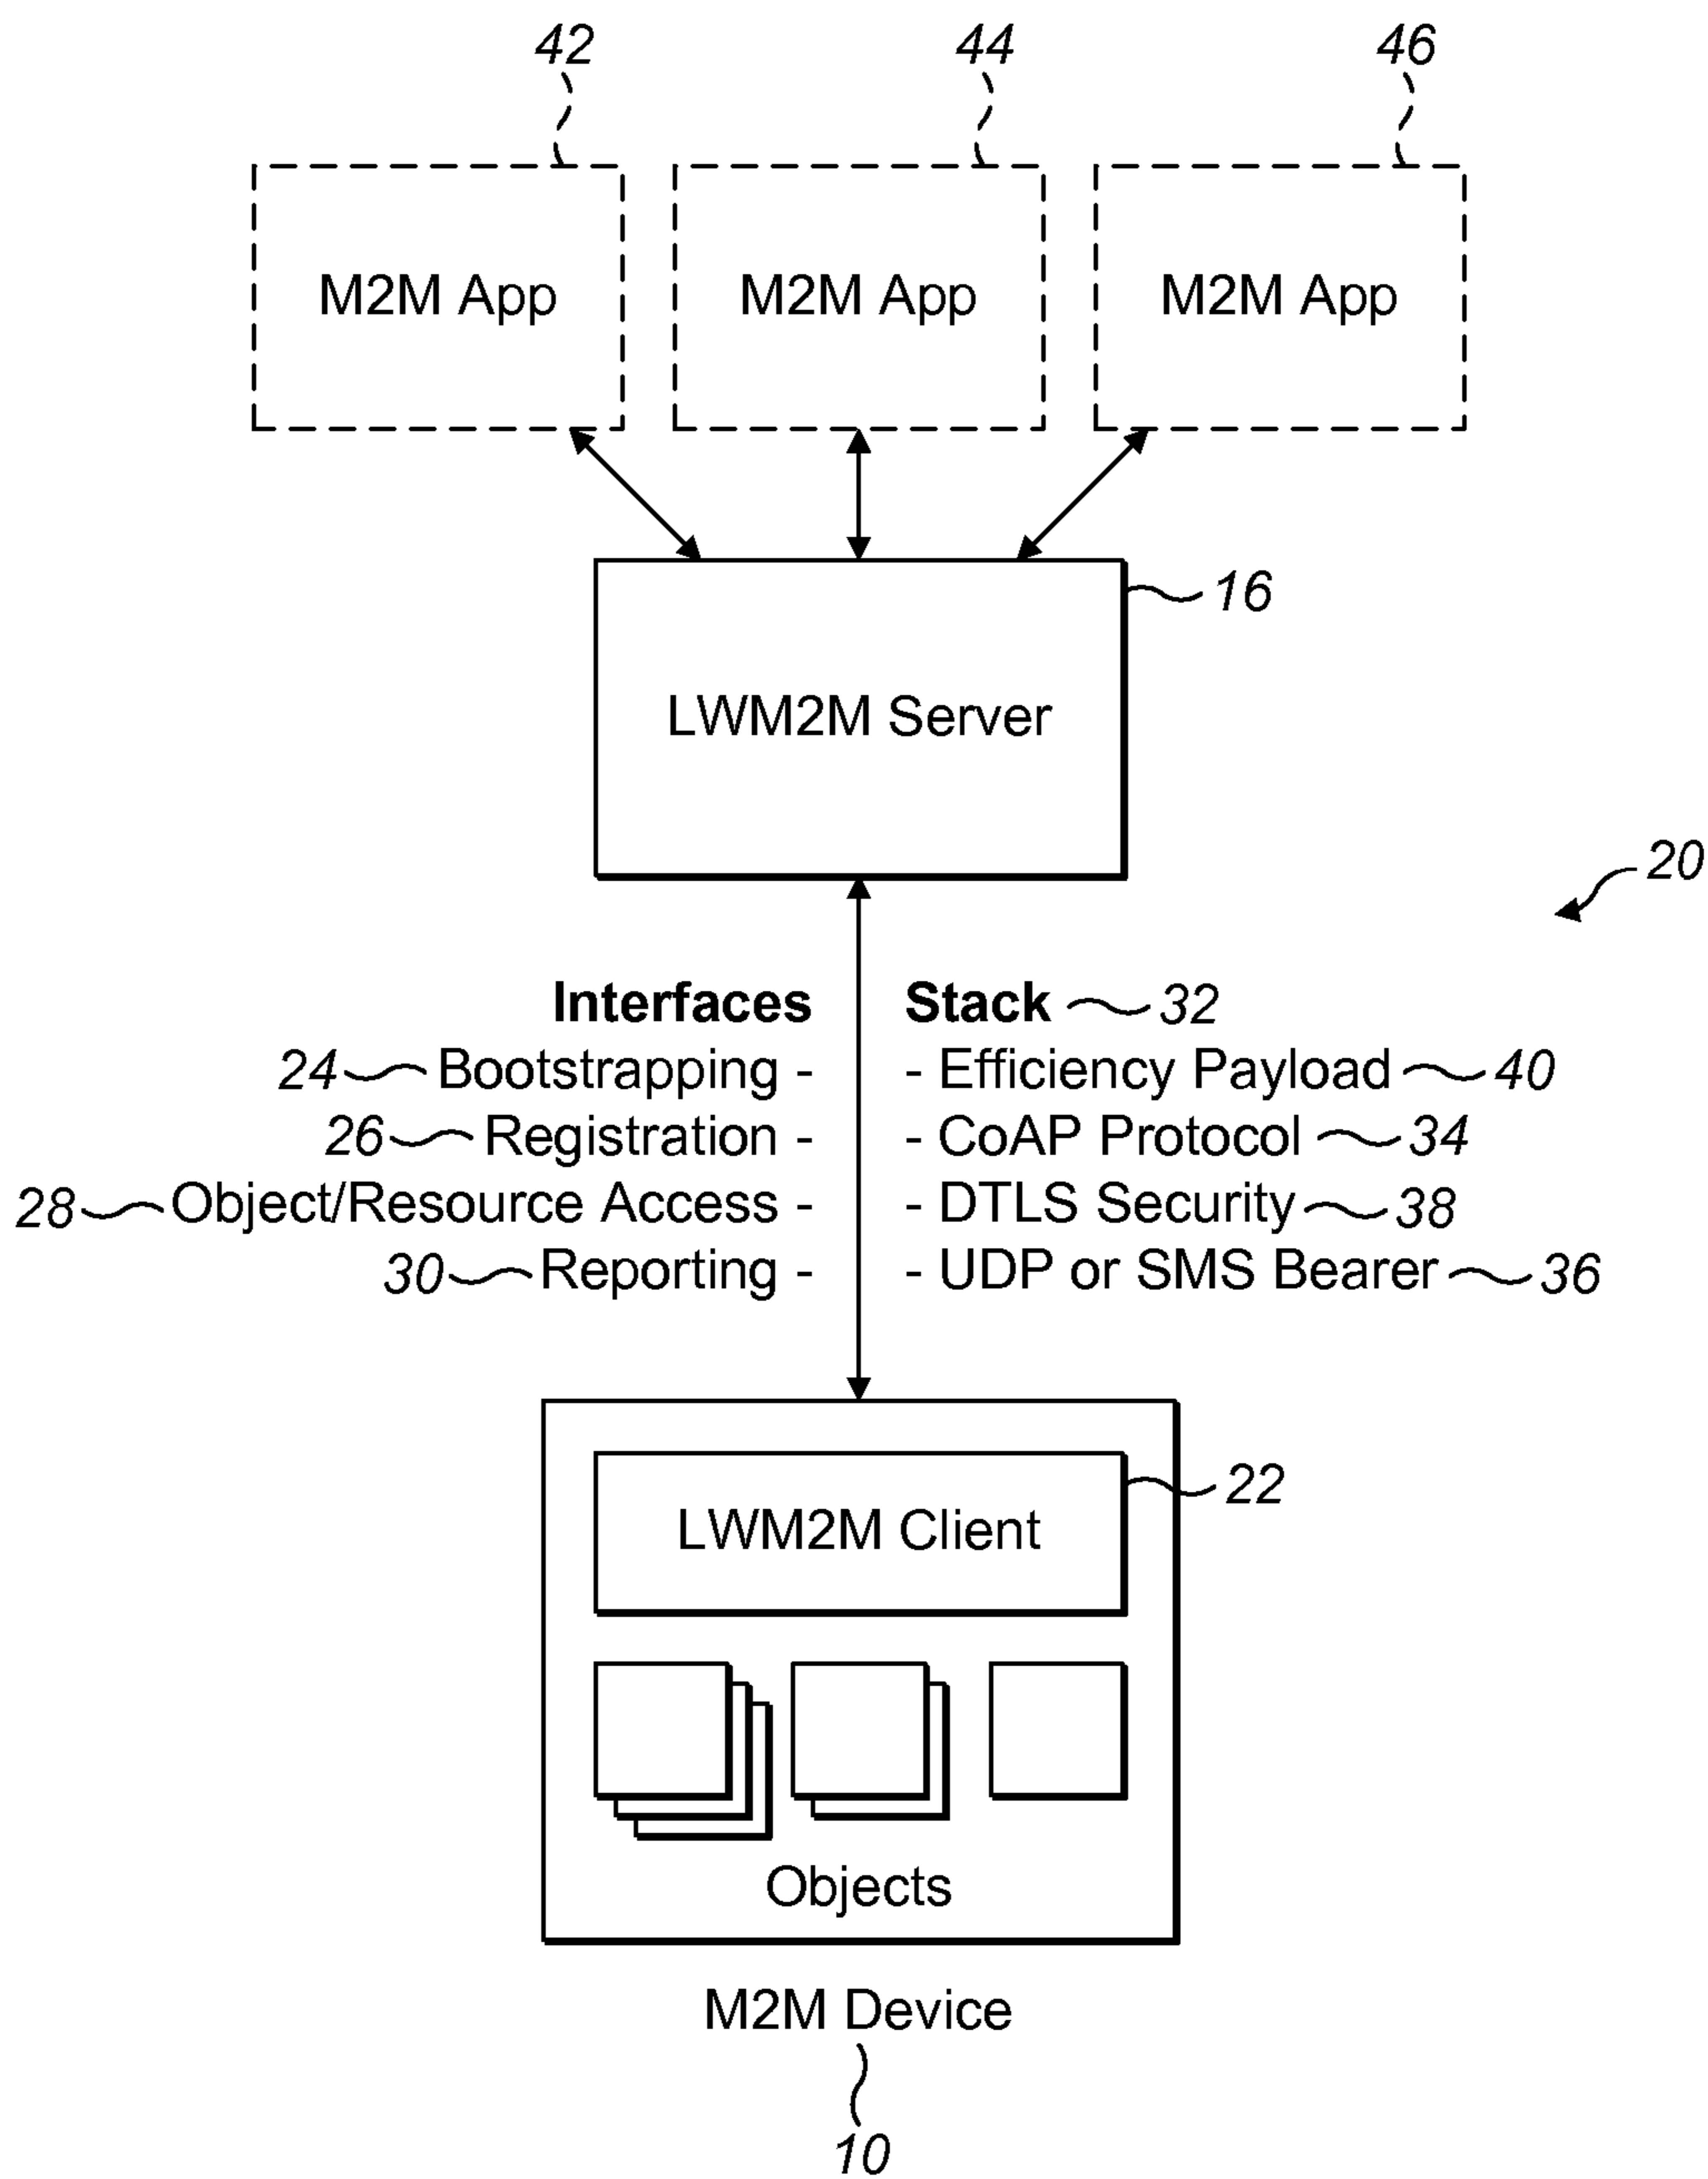 42 44 46
M2M App M2M App M2M App
16
LWM2M Server
20
Interfaces Stack 32
24 Bootstrapping - - Efficiency Payload 40
26 Registration - - CoAP Protocol 34
28 Object/Resource Access - - DTLS Security 38
30 Reporting - - UDP or SMS Bearer 36
22
LWM2M Client
Objects
M2M Device
10